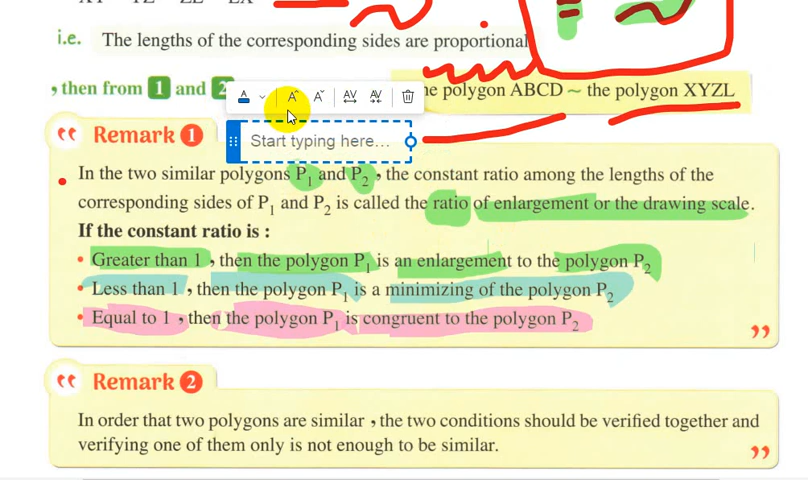 i.e. The lengths of the corresponding sides are proportional
, then from 1 and 2 the polygon ABCD ~ the polygon XYZL
Start typing here...
Remark 1
In the two similar polygons P₁ and P₂ , the constant ratio among the lengths of the
corresponding sides of P₁ and P₂ is called the ratio of enlargement or the drawing scale.
If the constant ratio is :
• Greater than 1 , then the polygon P₁ is an enlargement to the polygon P₂
• Less than 1 , then the polygon P₁ is a minimizing of the polygon P₂
• Equal to 1 , then the polygon P₁ is congruent to the polygon P₂
Remark 2
In order that two polygons are similar , the two conditions should be verified together and
verifying one of them only is not enough to be similar.